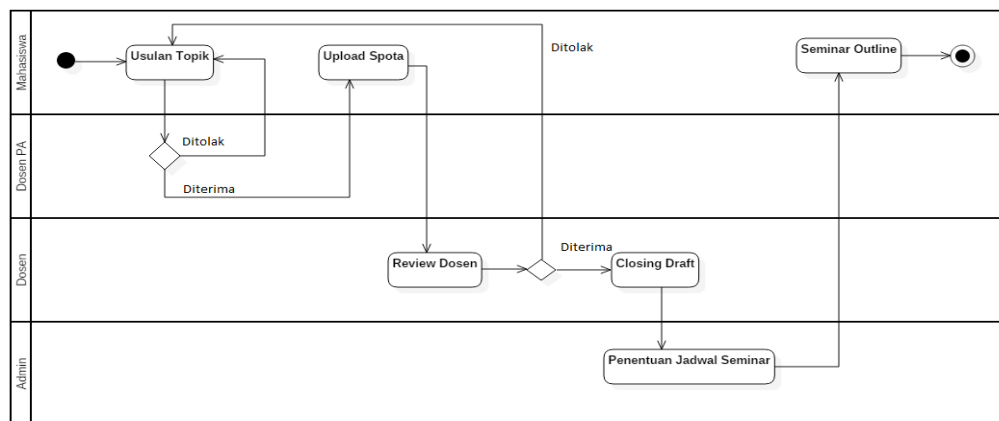 Mahasiswa
Usulan Topik
Upload Spota
Ditolak
Seminar Outline
Dosen PA
Ditolak
Diterima
Dosen
Review Dosen
Diterima
Closing Draft
Admin
Penentuan Jadwal Seminar